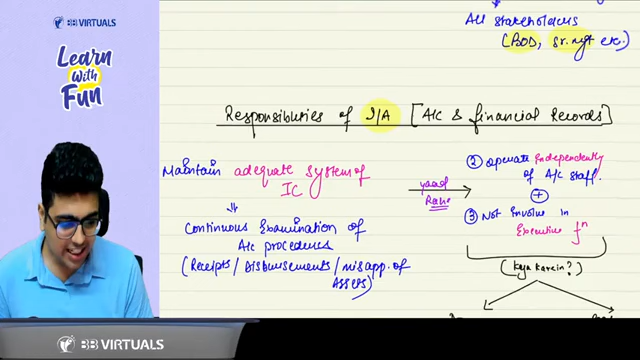 BB VIRTUALS
Learn
With
Fun
All stakeholders
(BOD, sr. mgt etc.)
Responsibilities of I/A [A/c & financial Records]
Maintain adequate system of
IC
⇓
Continuous Examination of
A/c procedures
(Receipts / Disbursements / misapp. of
Assets)
yaad
Rakhe
② operate independently
of A/c staff.
+
③ Not involve in
Executive fⁿ
(kya karein?)
BB VIRTUALS